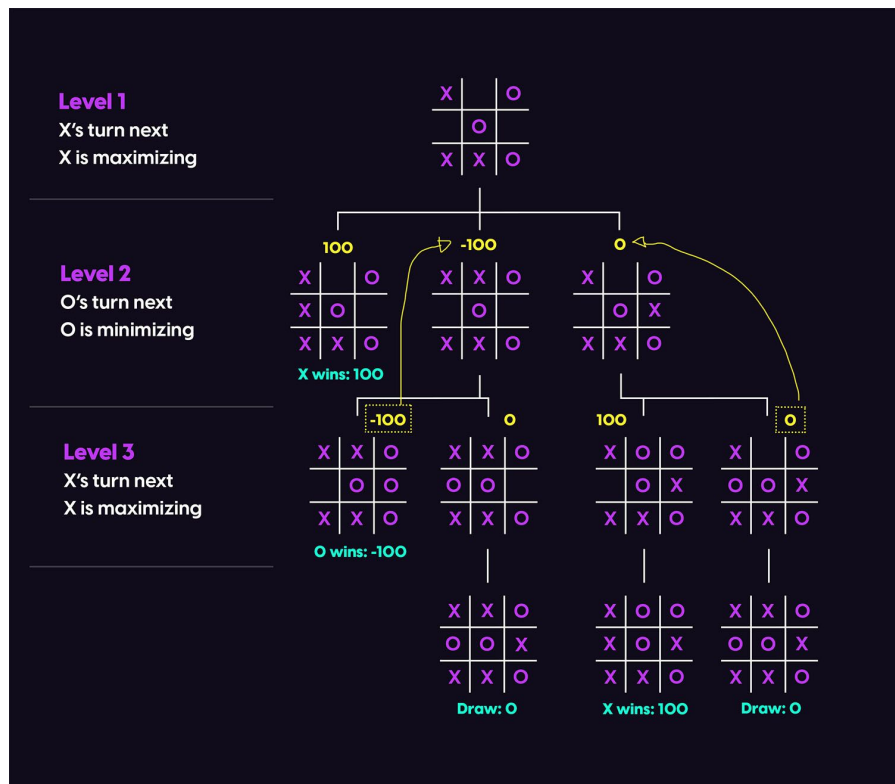 Level 1
X's turn next
X is maximizing
X O
O
X X O
100 -100 0
Level 2
O's turn next
O is minimizing
X O X X O X O
X O O O X
X X O X X O X X O
X wins: 100
-100 0 100 0
Level 3
X's turn next
X is maximizing
X X O X X O X O O X O
O O O O O X O O X
X X O X X O X X O X X O
O wins: -100
X X O X O O X X O
O O X X O X O O X
X X O X X O X X O
Draw: 0 X wins: 100 Draw: 0